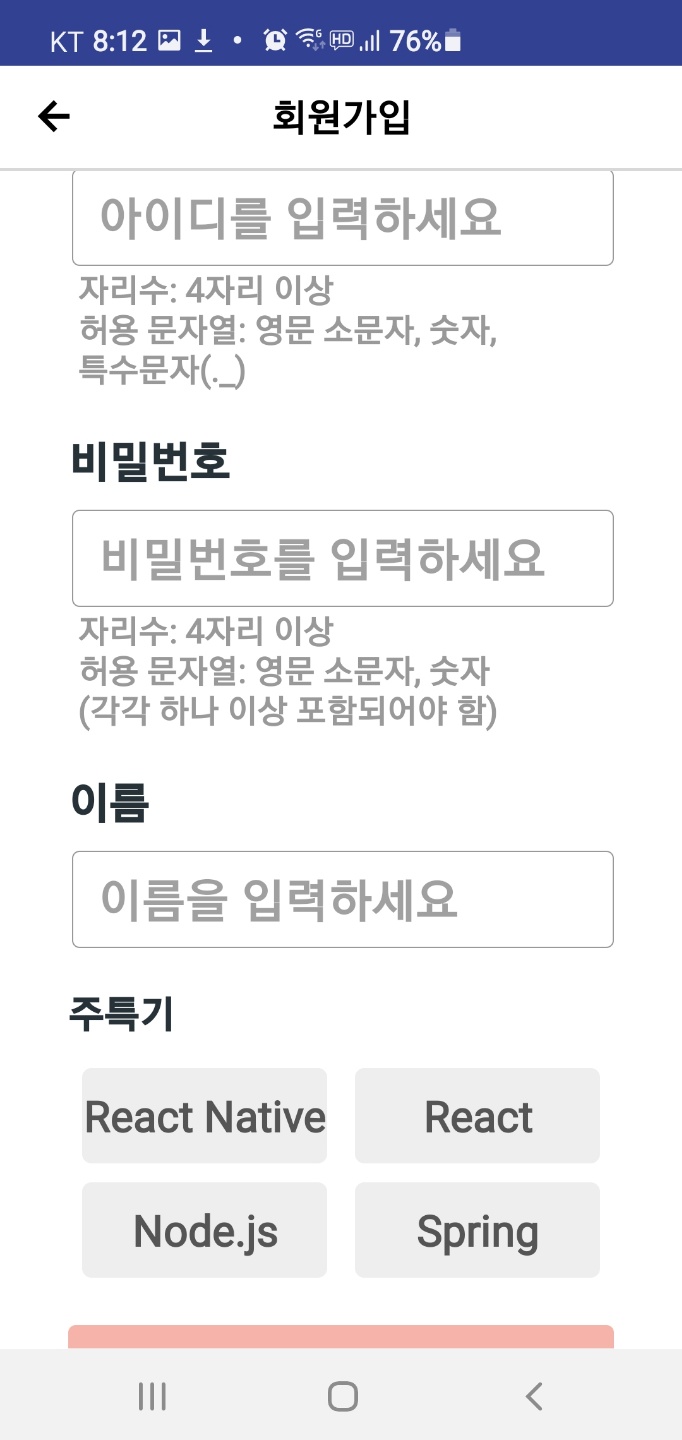 KT 8:12 HD 76%
회원가입
아이디를 입력하세요
자리수: 4자리 이상
허용 문자열: 영문 소문자, 숫자,
특수문자(._)
비밀번호
비밀번호를 입력하세요
자리수: 4자리 이상
허용 문자열: 영문 소문자, 숫자
(각각 하나 이상 포함되어야 함)
이름
이름을 입력하세요
주특기
React Native React
Node.js Spring